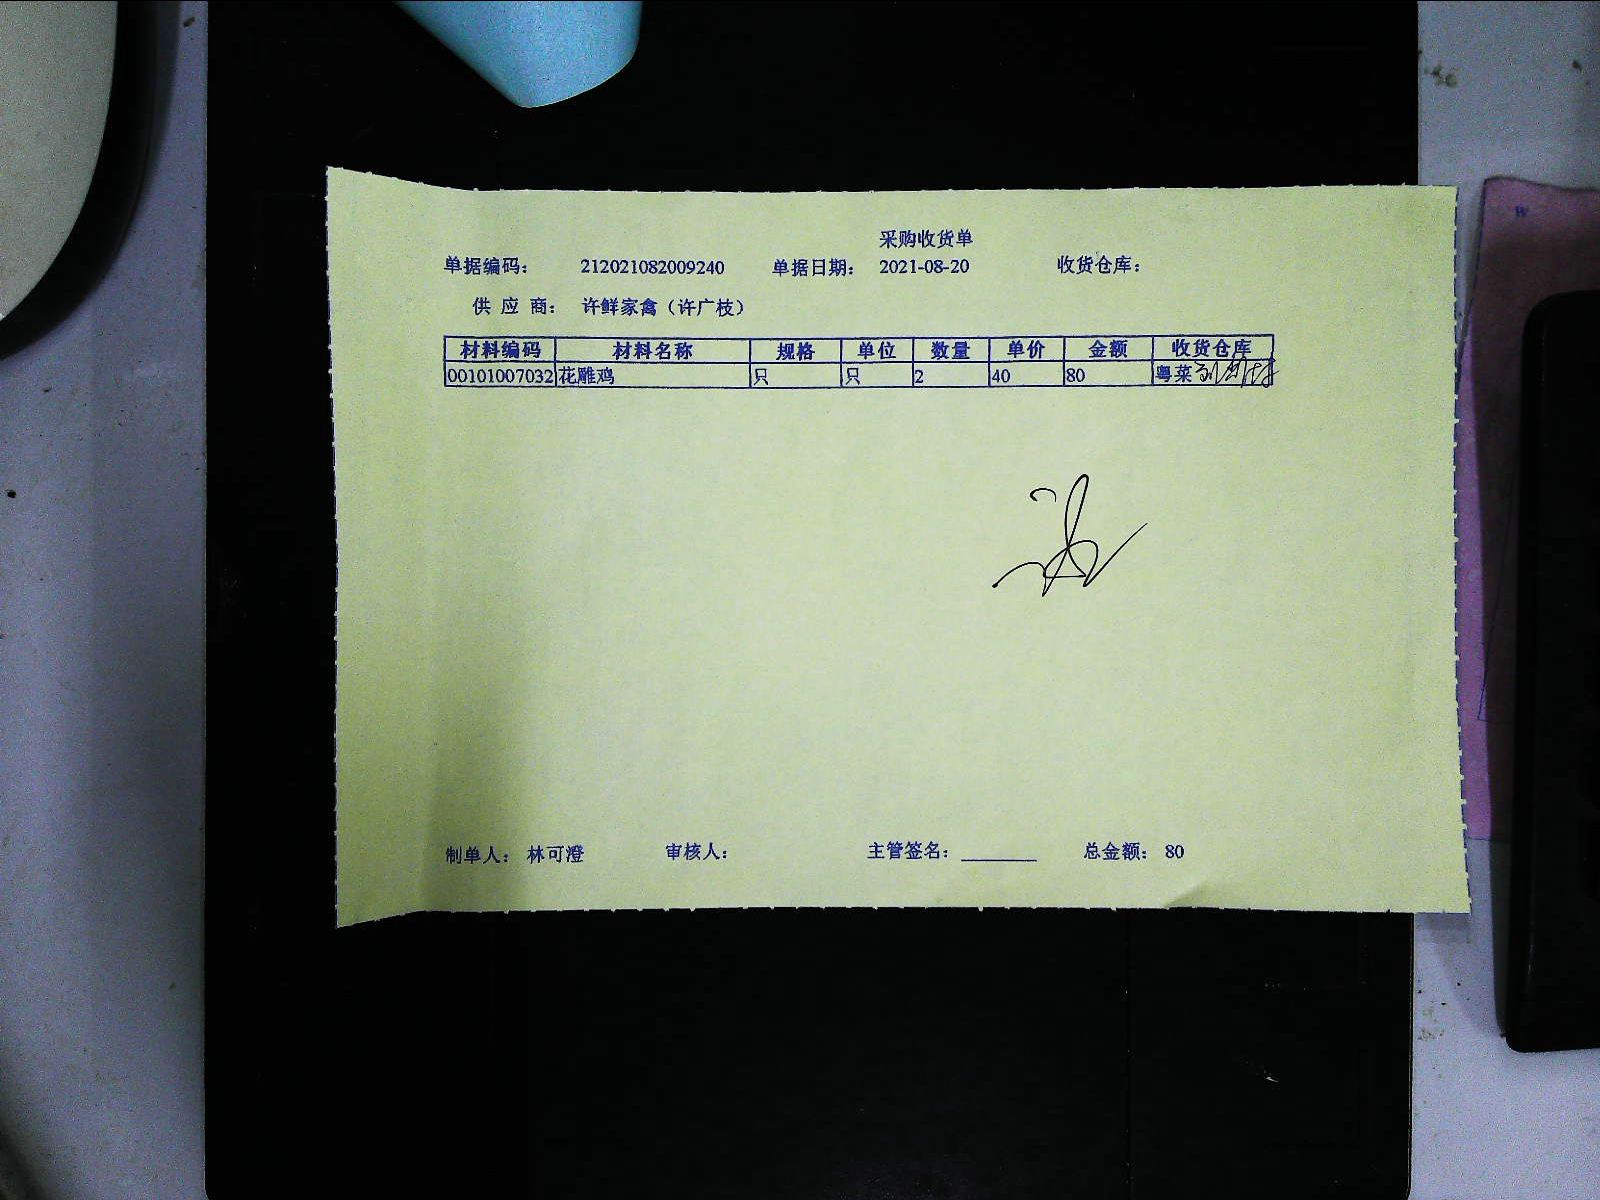 采购收货单
单据编码： 212021082009240 单据日期： 2021-08-20 收货仓库：
供 应 商： 许鲜家禽（许广枝）
材料编码 材料名称 规格 单位 数量 单价 金额 收货仓库
00101007032 花雕鸡 只 只 2 40 80 粤菜
制单人： 林可澄 审核人： 主管签名： ________ 总金额： 80